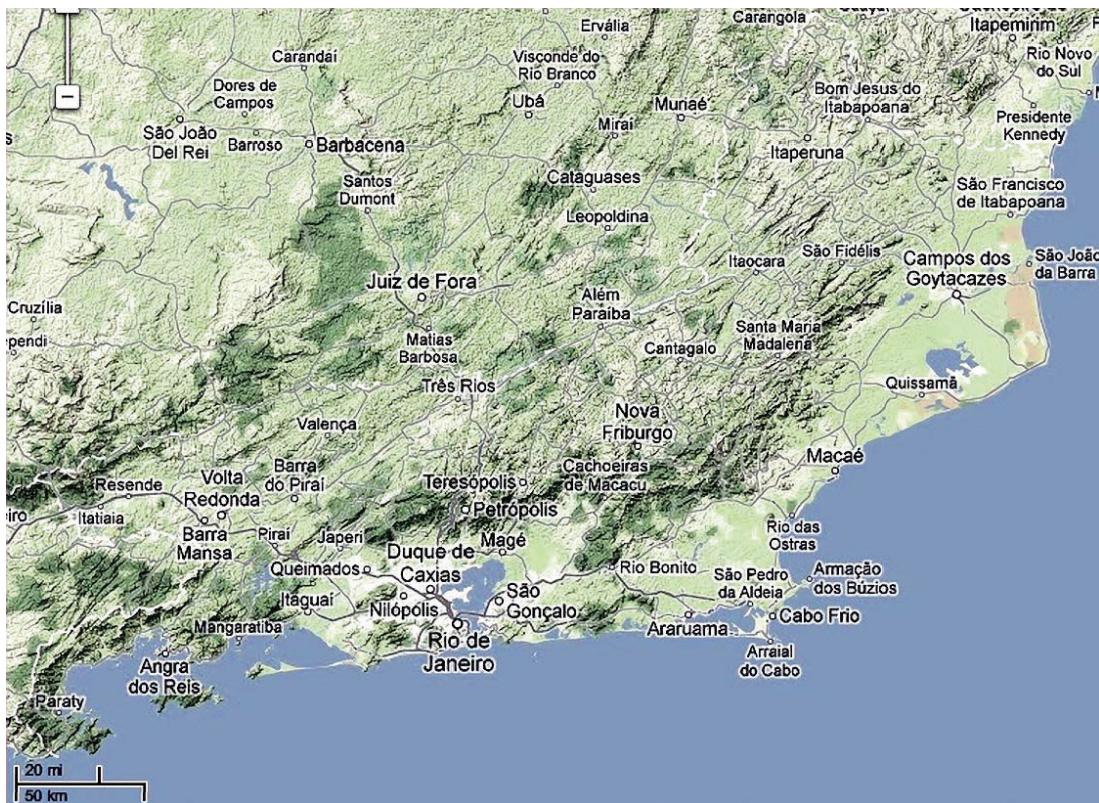 Ervália
Carangola
Itapemirim
Carandaí
Visconde do
Rio Branco
Rio Novo
do Sul
Dores de
Campos
Ubá
Muriaé
Bom Jesus do
Itabapoana
São João
Del Rei
Barroso
Barbacena
Miraí
Itaperuna
Presidente
Kennedy
Santos
Dumont
Cataguases
São Francisco
de Itabapoana
Leopoldina
São Fidélis
Itaocara
Campos dos
Goytacazes
São João
da Barra
Juiz de Fora
Cruzília
Além
Paraiba
Matias
Barbosa
Santa Maria
Madalena
Cantagalo
Três Rios
Quissamã
Nova
Friburgo
Valença
Macaé
Barra
do Piraí
Cachoeiras
de Macacu
Teresópolis
Volta
Redonda
Resende
Itatiaia
Petrópolis
Barra
Mansa
Piraí
Japeri
Magé
Rio das
Ostras
Duque de
Caxias
Queimados
Rio Bonito
Armação
dos Búzios
São Pedro
da Aldeia
São
Gonçalo
Nilópolis
Itaguaí
Cabo Frio
Araruama
Mangaratiba
Rio de
Janeiro
Arraial
do Cabo
Angra
dos Reis
Paraty
20 mi
50 km